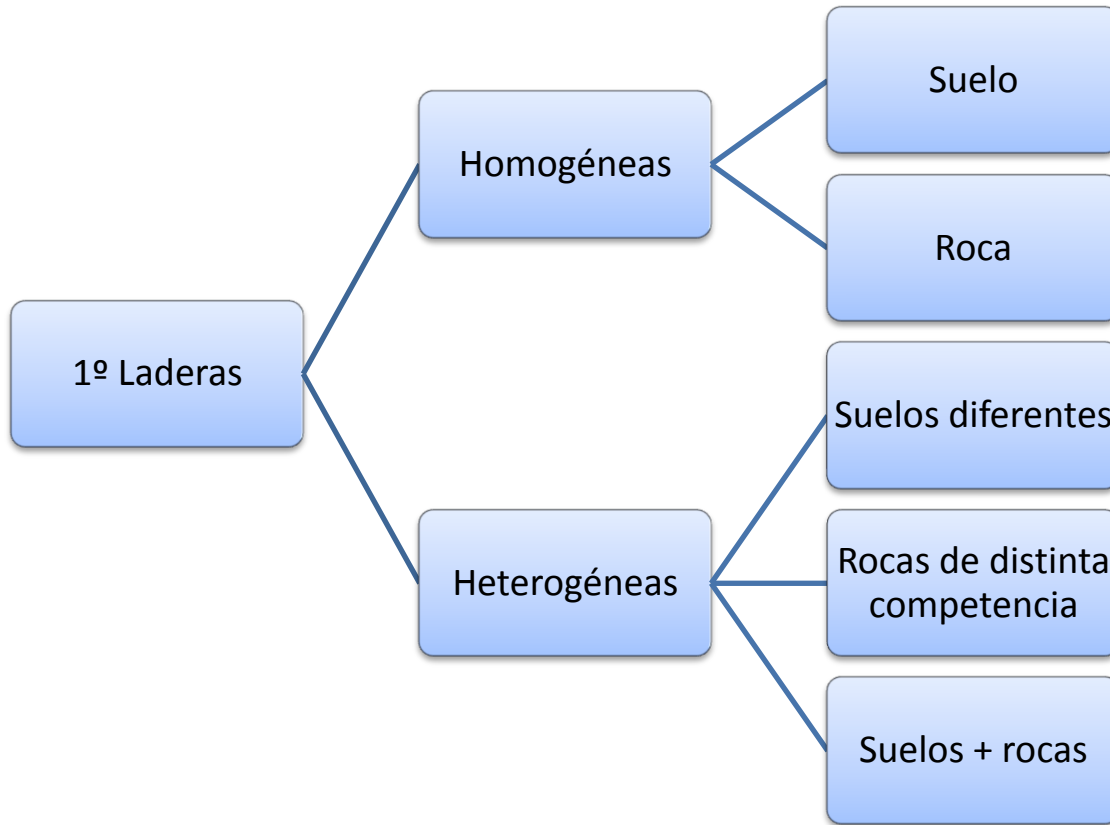 1º Laderas
Homogéneas
Suelo
Roca
Heterogéneas
Suelos diferentes
Rocas de distinta
competencia
Suelos + rocas